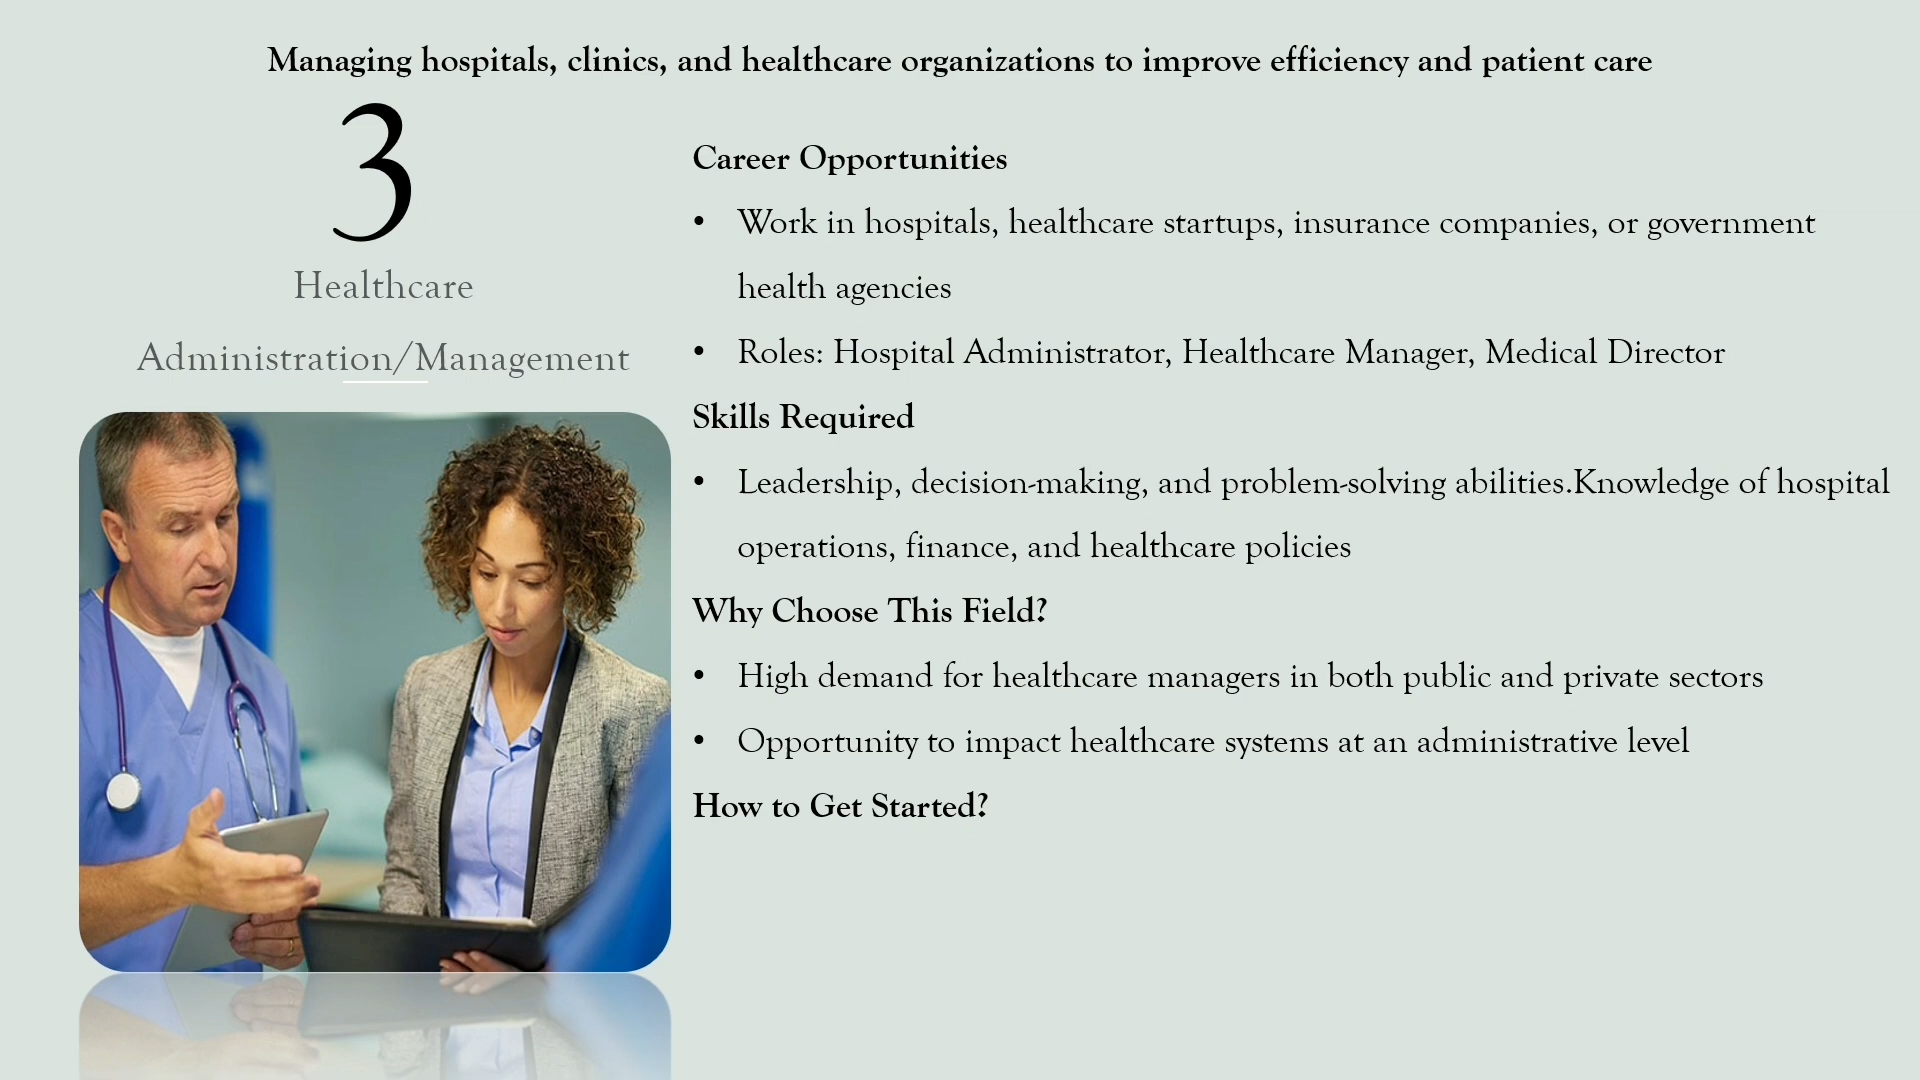 Managing hospitals, clinics, and healthcare organizations to improve efficiency and patient care
3
Healthcare
Administration/Management
Career Opportunities
• Work in hospitals, healthcare startups, insurance companies, or government
health agencies
• Roles: Hospital Administrator, Healthcare Manager, Medical Director
Skills Required
• Leadership, decision-making, and problem-solving abilities.Knowledge of hospital
operations, finance, and healthcare policies
Why Choose This Field?
• High demand for healthcare managers in both public and private sectors
• Opportunity to impact healthcare systems at an administrative level
How to Get Started?